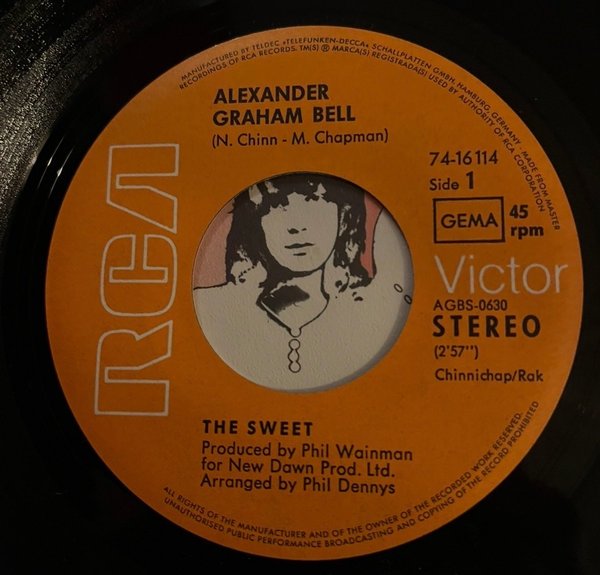 MANUFACTURED BY TELDEC »TELEFUNKEN-DECCA« SCHALLPLATTEN GMBH, HAMBURG, GERMANY · MADE FROM MASTER
RECORDINGS OF RCA RECORDS. TM(S) ® MARCA(S) REGISTRADA(S) USED BY AUTHORITY OF RCA CORPORATION
ALEXANDER
GRAHAM BELL
(N. Chinn - M. Chapman)
RCA
74-16114
Side 1
GEMA
45
rpm
Victor
AGBS-0630
STEREO
(2'57")
Chinnichap/Rak
THE SWEET
Produced by Phil Wainman
for New Dawn Prod. Ltd.
Arranged by Phil Dennys
ALL RIGHTS OF THE MANUFACTURER AND OF THE OWNER OF THE RECORDED WORK RESERVED.
UNAUTHORISED PUBLIC PERFORMANCE BROADCASTING AND COPYING OF THE RECORD PROHIBITED